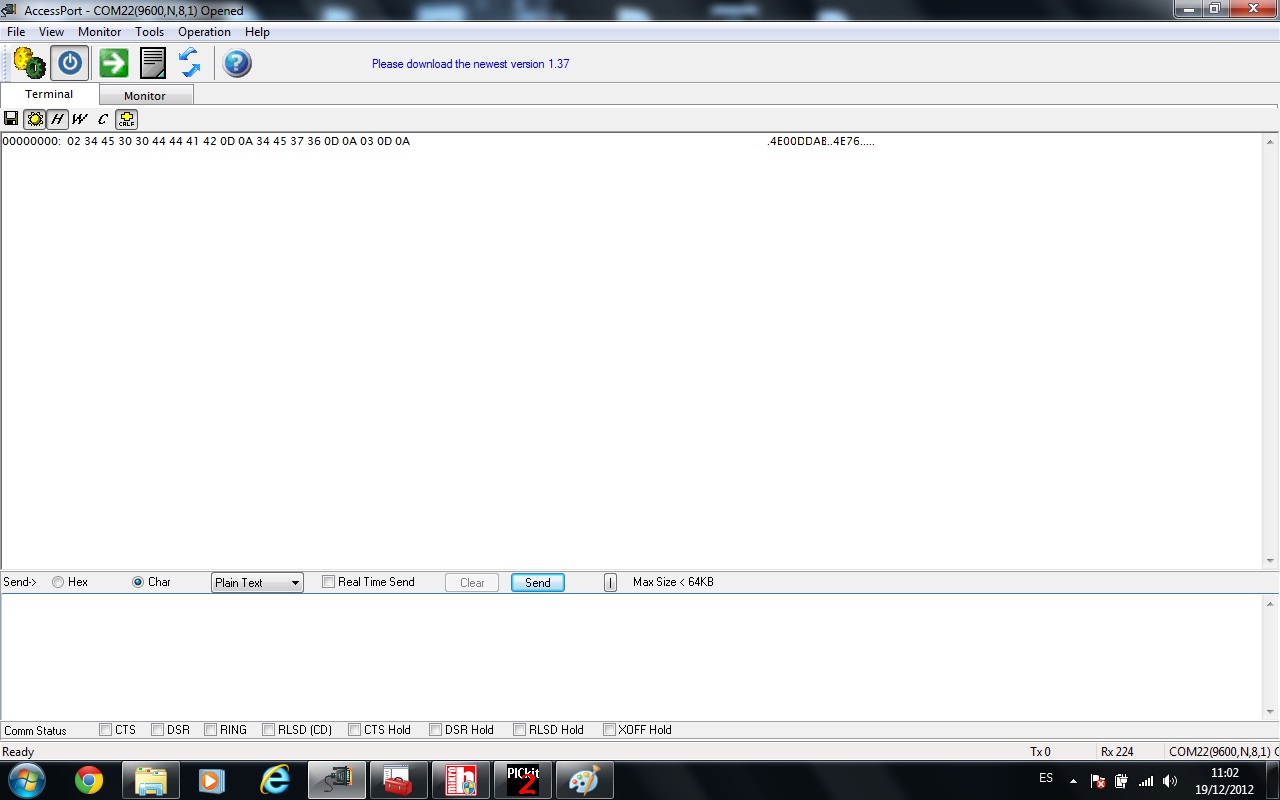 AccessPort - COM22(9600,N,8,1) Opened
File View Monitor Tools Operation Help
Please download the newest version 1.37
Terminal Monitor
H W C CRLF
00000000: 02 34 45 30 30 44 44 41 42 0D 0A 34 45 37 36 0D 0A 03 0D 0A .4E00DDAB..4E76.....
Send-> Hex Char Plain Text Real Time Send Clear Send | Max Size < 64KB
Comm Status CTS DSR RING RLSD (CD) CTS Hold DSR Hold RLSD Hold XOFF Hold
Ready Tx 0 Rx 224 COM22(9600,N,8,1) O
PICkit 2
ES 11:02
19/12/2012